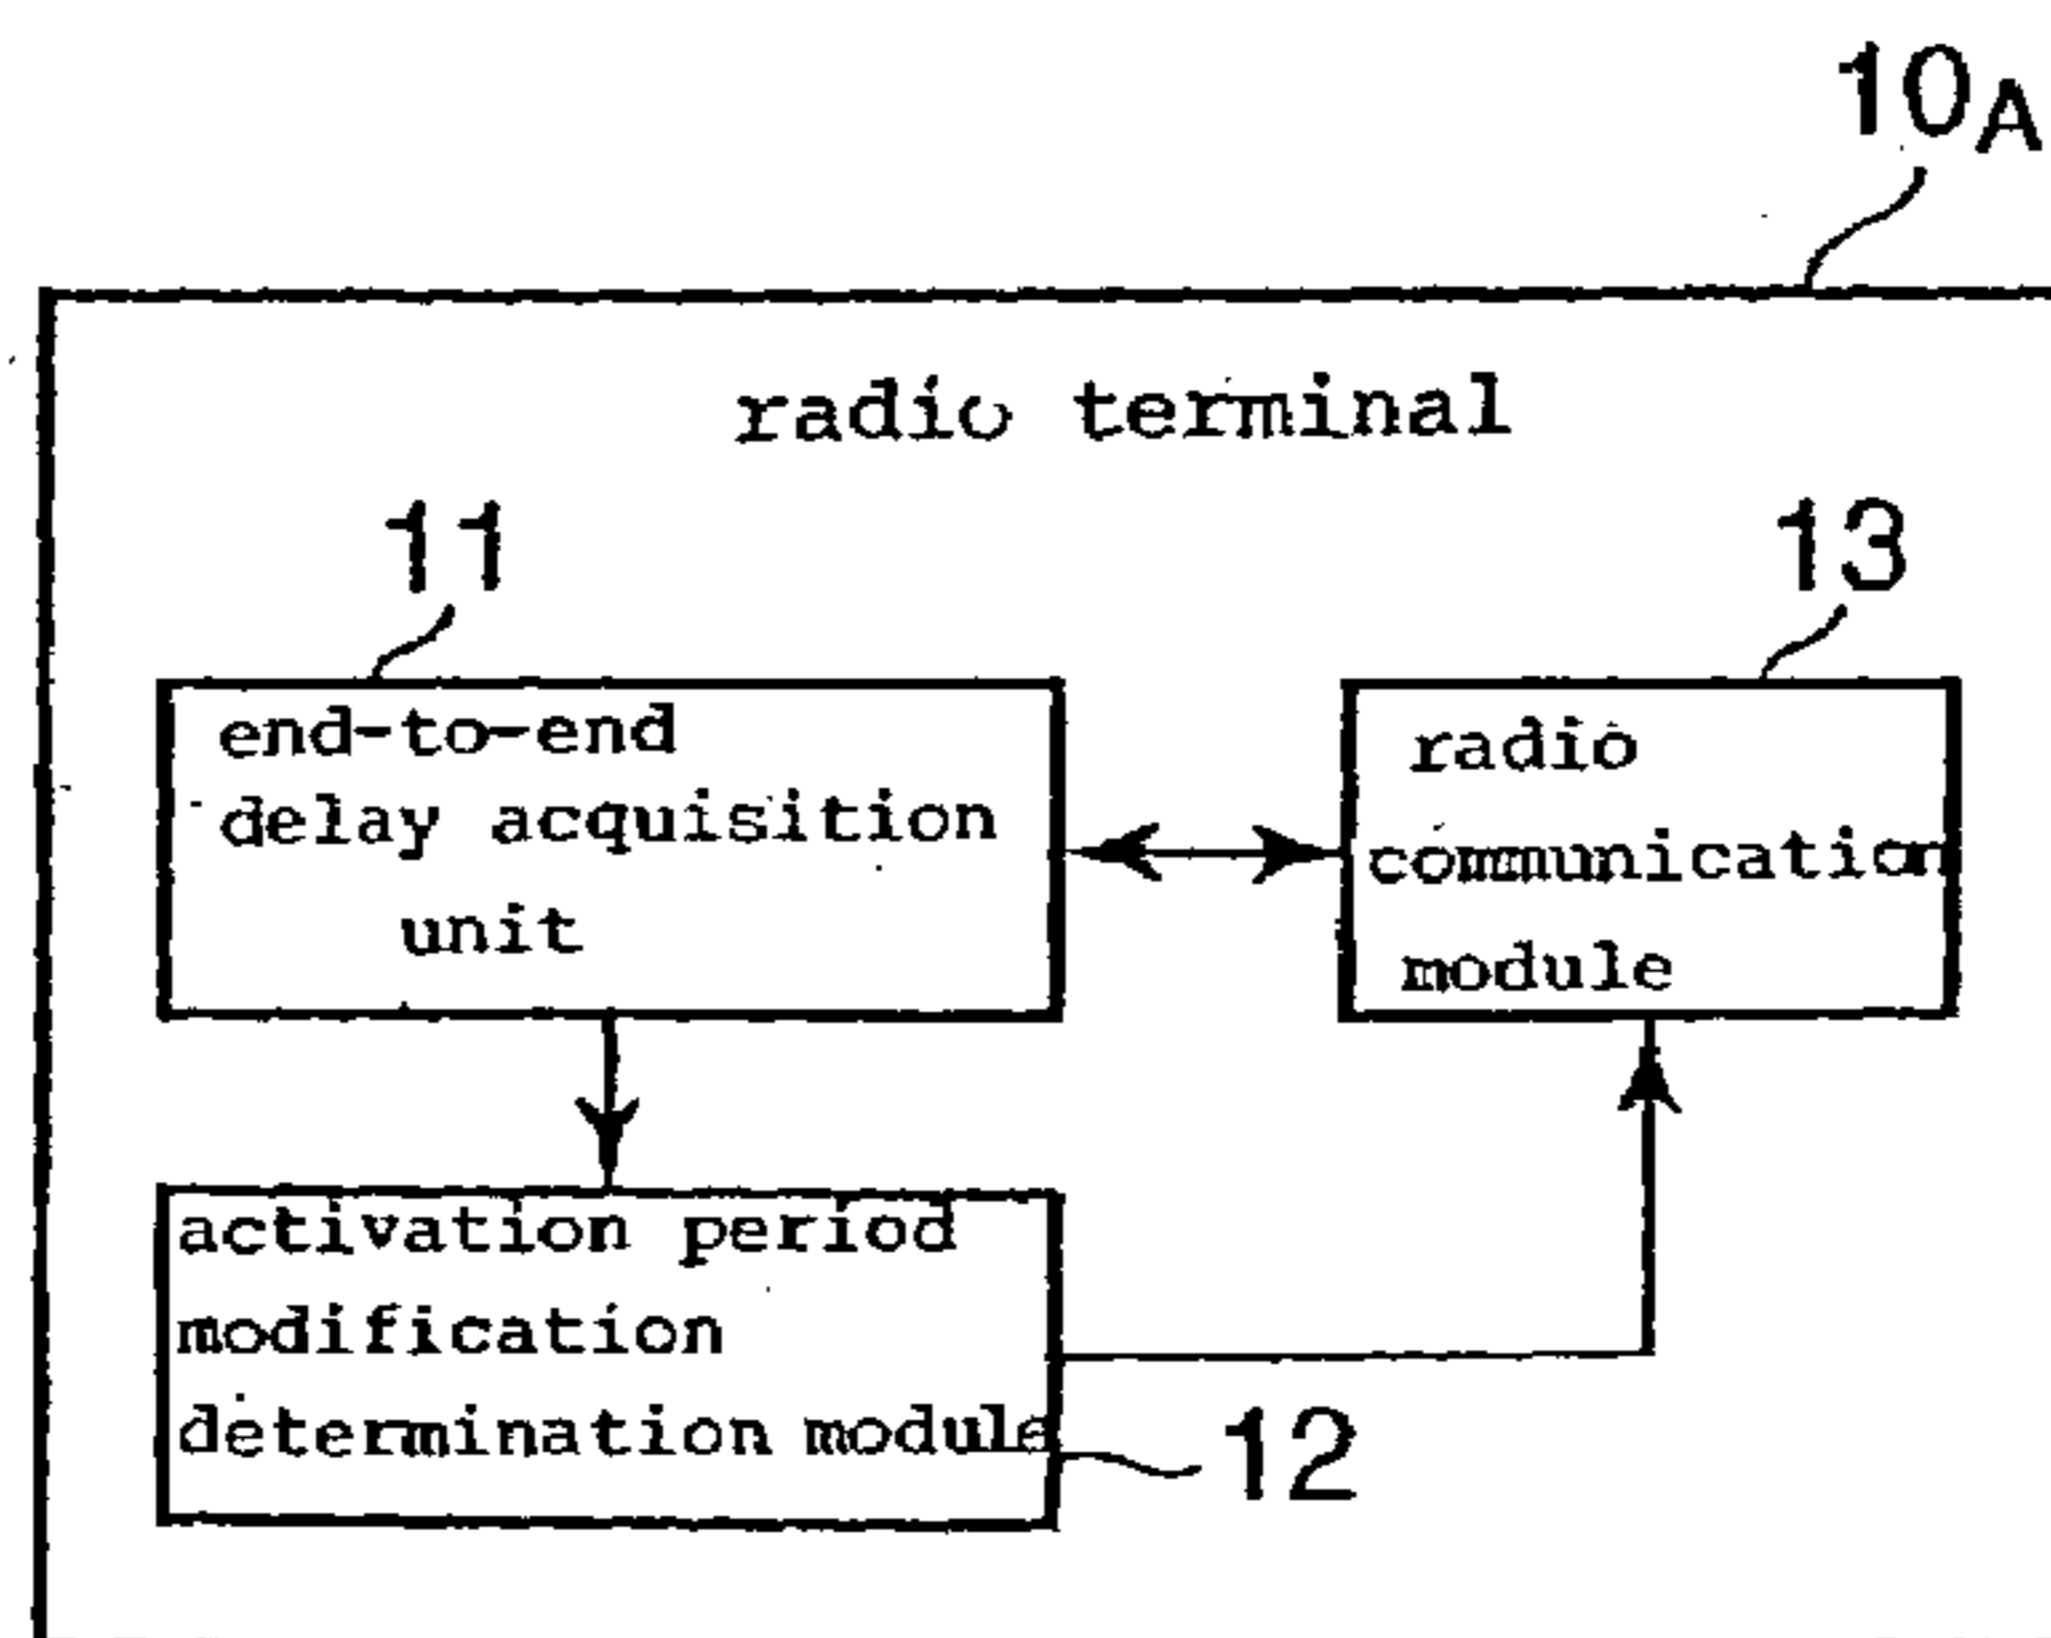 10A
radio terminal
11
13
end-to-end
delay acquisition
unit
radio
communication
module
activation period
modification
determination module
12